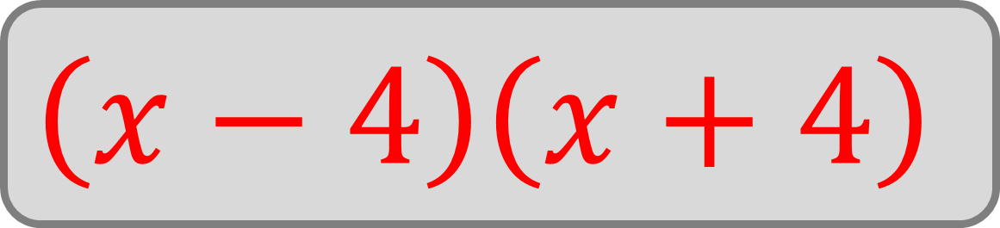 (x − 4)(x + 4)